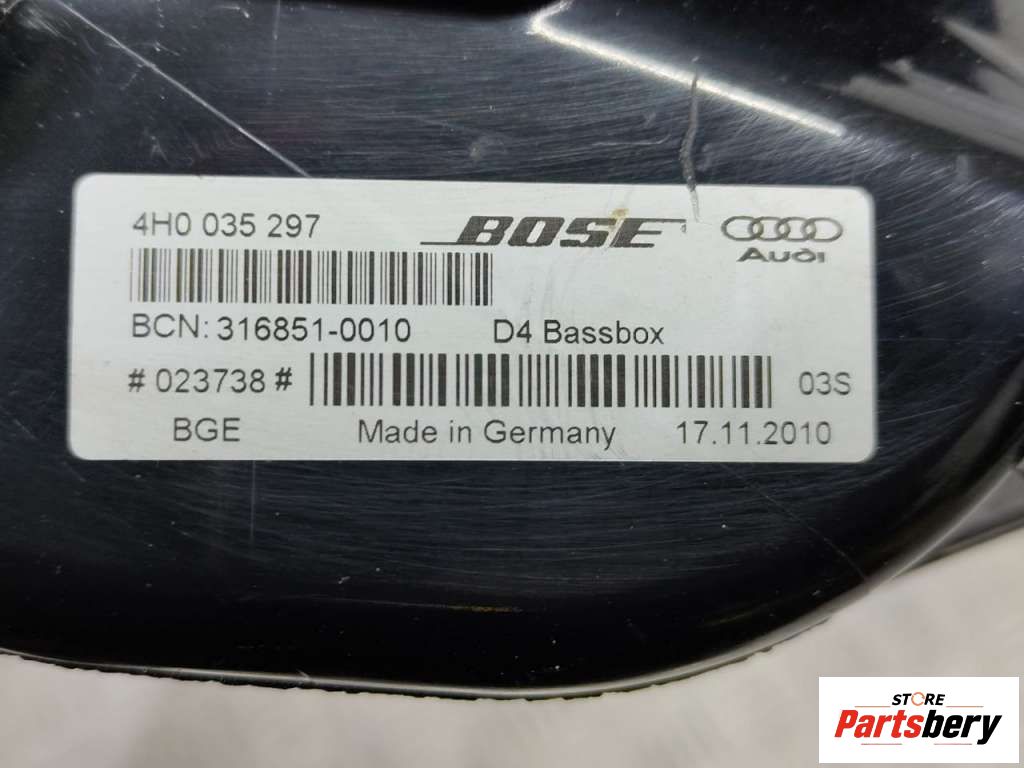 4H0 035 297 BOSE
Audi
BCN: 316851-0010 D4 Bassbox
# 023738 # 03S
BGE Made in Germany 17.11.2010
STORE
Partsbery